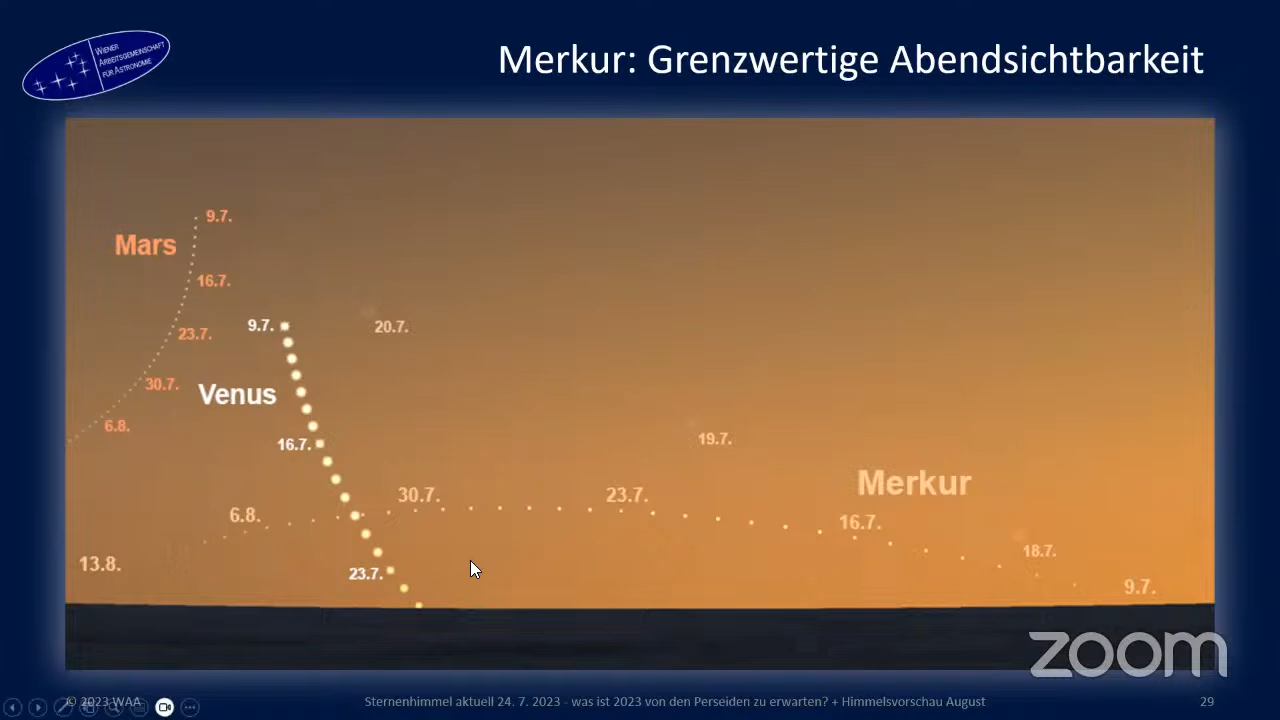 WIENER
ARBEITSGEMEINSCHAFT
FÜR ASTRONOMIE
Merkur: Grenzwertige Abendsichtbarkeit
9.7.
Mars
16.7.
9.7.
20.7.
23.7.
30.7.
Venus
6.8.
16.7.
19.7.
Merkur
30.7.
23.7.
6.8.
16.7.
18.7.
13.8.
23.7.
9.7.
zoom
© 2023 WAA
Sternenhimmel aktuell 24. 7. 2023 - was ist 2023 von den Perseiden zu erwarten? + Himmelsvorschau August
29